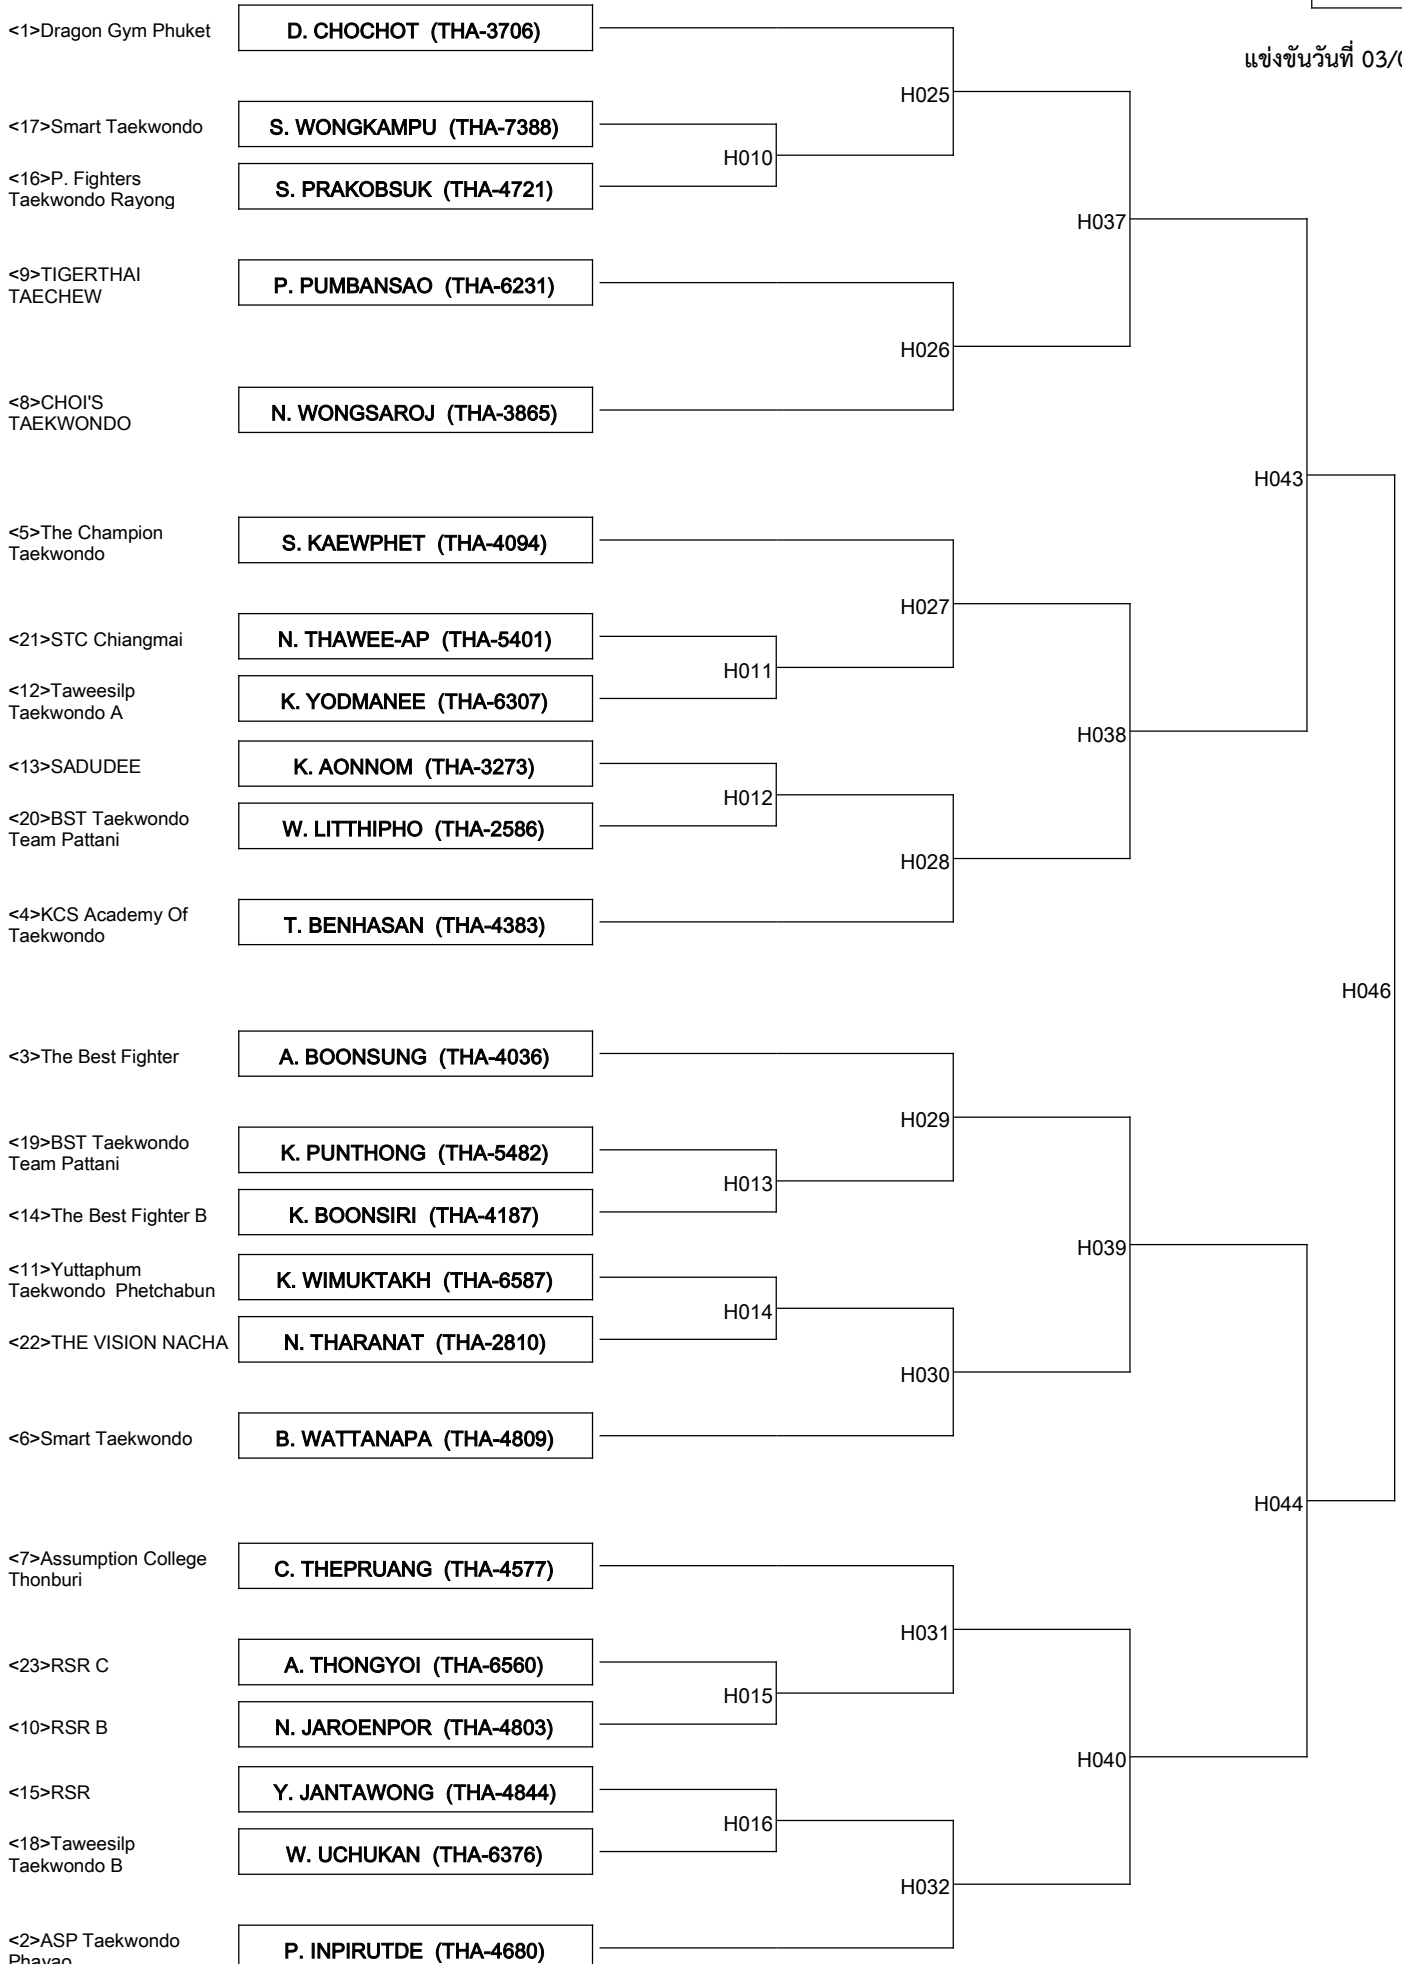 <1>Dragon Gym Phuket
D. CHOCHOT (THA-3706)
แข่งขันวันที่ 03/0
H025
<17>Smart Taekwondo
S. WONGKAMPU (THA-7388)
H010
<16>P. Fighters
Taekwondo Rayong
S. PRAKOBSUK (THA-4721)
H037
<9>TIGERTHAI
TAECHEW
P. PUMBANSAO (THA-6231)
H026
<8>CHOI'S
TAEKWONDO
N. WONGSAROJ (THA-3865)
H043
<5>The Champion
Taekwondo
S. KAEWPHET (THA-4094)
H027
<21>STC Chiangmai
N. THAWEE-AP (THA-5401)
H011
<12>Taweesilp
Taekwondo A
K. YODMANEE (THA-6307)
H038
<13>SADUDEE
K. AONNOM (THA-3273)
H012
<20>BST Taekwondo
Team Pattani
W. LITTHIPHO (THA-2586)
H028
<4>KCS Academy Of
Taekwondo
T. BENHASAN (THA-4383)
H046
<3>The Best Fighter
A. BOONSUNG (THA-4036)
H029
<19>BST Taekwondo
Team Pattani
K. PUNTHONG (THA-5482)
H013
<14>The Best Fighter B
K. BOONSIRI (THA-4187)
H039
<11>Yuttaphum
Taekwondo Phetchabun
K. WIMUKTAKH (THA-6587)
H014
<22>THE VISION NACHA
N. THARANAT (THA-2810)
H030
<6>Smart Taekwondo
B. WATTANAPA (THA-4809)
H044
<7>Assumption College
Thonburi
C. THEPRUANG (THA-4577)
H031
<23>RSR C
A. THONGYOI (THA-6560)
H015
<10>RSR B
N. JAROENPOR (THA-4803)
H040
<15>RSR
Y. JANTAWONG (THA-4844)
H016
<18>Taweesilp
Taekwondo B
W. UCHUKAN (THA-6376)
H032
<2>ASP Taekwondo
Phayao
P. INPIRUTDE (THA-4680)